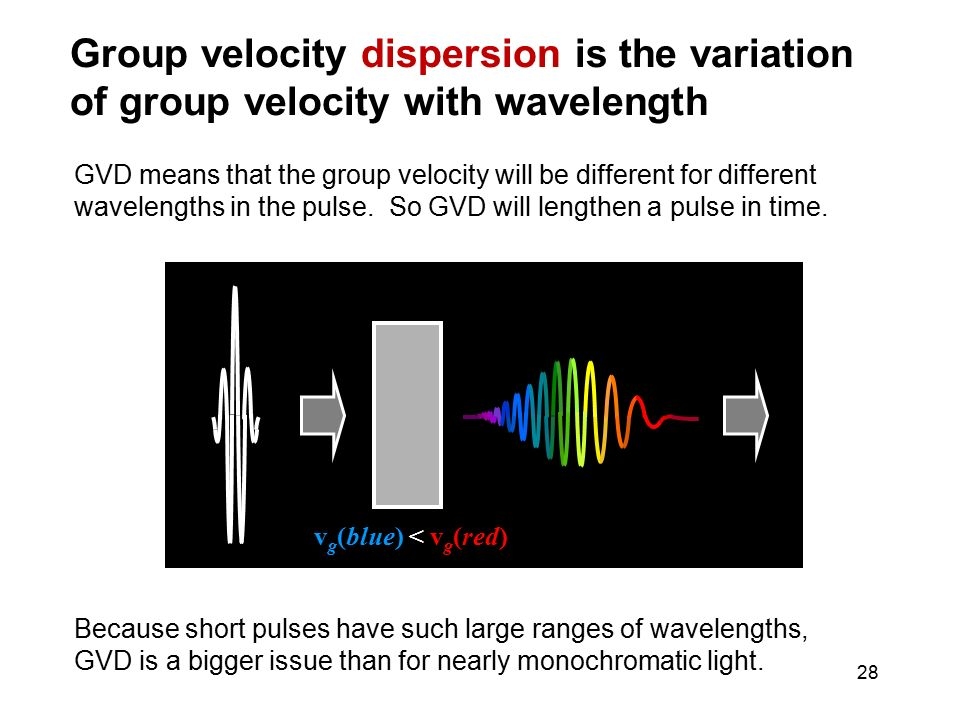 Group velocity dispersion is the variation
of group velocity with wavelength
GVD means that the group velocity will be different for different
wavelengths in the pulse.  So GVD will lengthen a pulse in time.
vg(blue) < vg(red)
Because short pulses have such large ranges of wavelengths,
GVD is a bigger issue than for nearly monochromatic light.
28